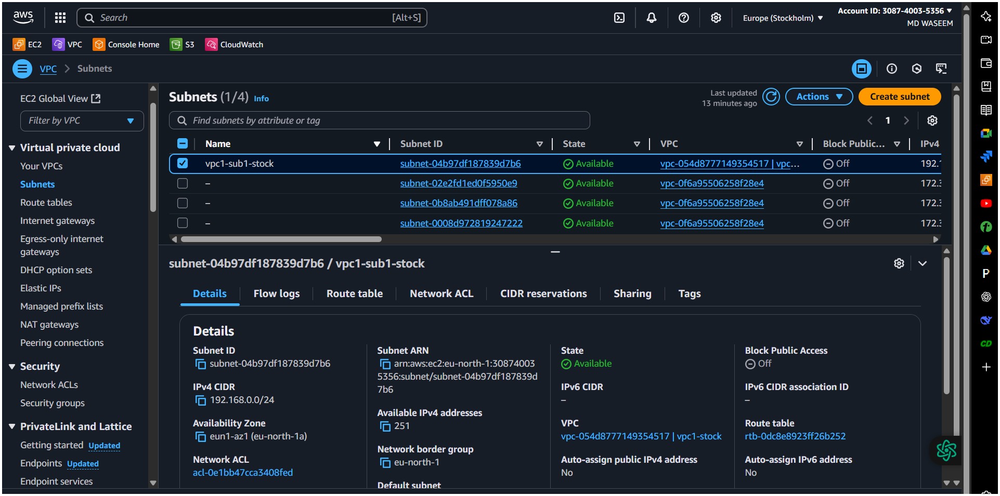 aws
Search [Alt+S]
Europe (Stockholm)
Account ID: 3087-4003-5356
MD WASEEM
EC2 VPC Console Home S3 CloudWatch
VPC Subnets
EC2 Global View
Filter by VPC
Virtual private cloud
Your VPCs
Subnets
Route tables
Internet gateways
Egress-only internet
gateways
DHCP option sets
Elastic IPs
Managed prefix lists
NAT gateways
Peering connections
Security
Network ACLs
Security groups
PrivateLink and Lattice
Getting started Updated
Endpoints Updated
Endpoint services
Subnets (1/4) Info
Last updated
13 minutes ago
Actions
Create subnet
Find subnets by attribute or tag
1
Name Subnet ID State VPC Block Public... IPv4
vpc1-sub1-stock subnet-04b97df187839d7b6 Available vpc-054d8777149354517 | vpc... Off 192.1
– subnet-02e2fd1ed0f5950e9 Available vpc-0f6a95506258f28e4 Off 172.3
– subnet-0b8ab491dff078a86 Available vpc-0f6a95506258f28e4 Off 172.3
– subnet-0008d972819247222 Available vpc-0f6a95506258f28e4 Off 172.3
subnet-04b97df187839d7b6 / vpc1-sub1-stock
Details Flow logs Route table Network ACL CIDR reservations Sharing Tags
Details
Subnet ID
subnet-04b97df187839d7b6
IPv4 CIDR
192.168.0.0/24
Availability Zone
eun1-az1 (eu-north-1a)
Network ACL
acl-0e1bb47cca3408fed
Subnet ARN
arn:aws:ec2:eu-north-1:30874003
5356:subnet/subnet-04b97df187839d
7b6
Available IPv4 addresses
251
Network border group
eu-north-1
Default subnet
State
Available
IPv6 CIDR
–
VPC
vpc-054d8777149354517 | vpc1-stock
Auto-assign public IPv4 address
No
Block Public Access
Off
IPv6 CIDR association ID
–
Route table
rtb-0dc8e8923ff26b252
Auto-assign IPv6 address
No
P
CD